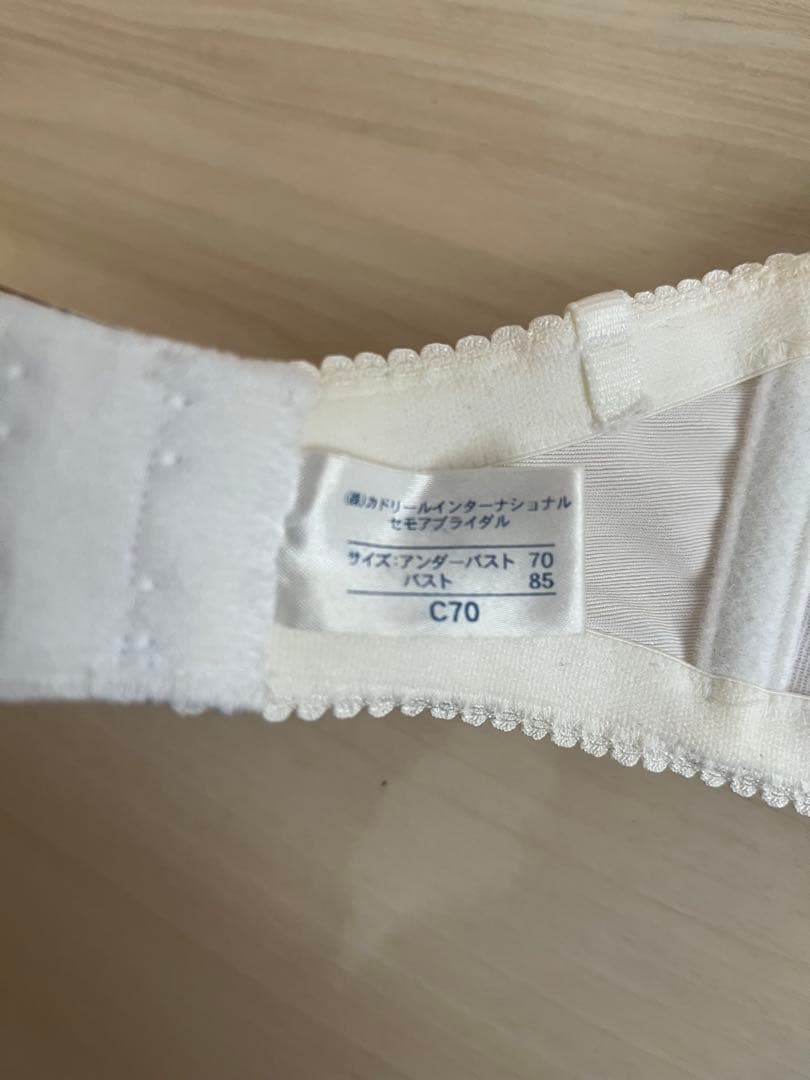 (株)カドリールインターナショナル
セモアブライダル
サイズ:アンダーバスト 70
バスト 85
C70